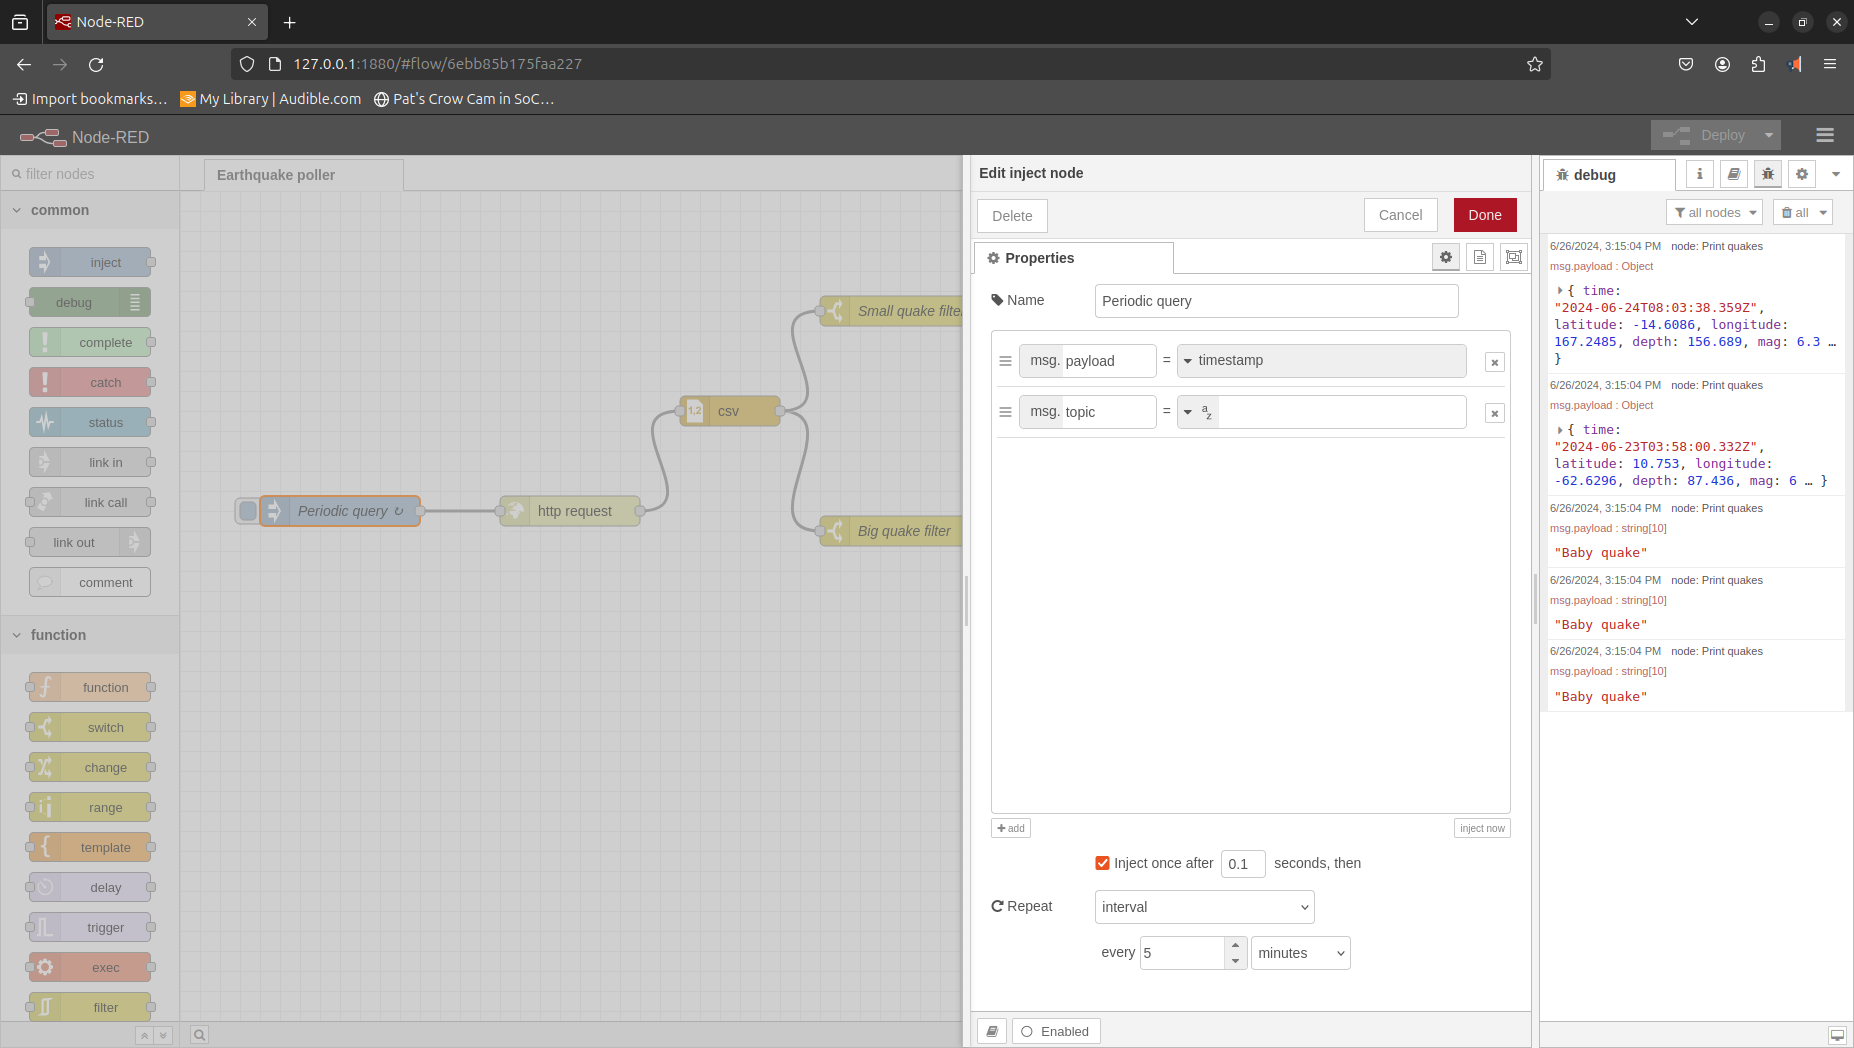 Node-RED
127.0.0.1:1880/#flow/6ebb85b175faa227
Import bookmarks…
My Library | Audible.com
Pat's Crow Cam in SoC…
Node-RED
Deploy
filter nodes
common
inject
debug
complete
catch
status
link in
link call
link out
comment
function
function
switch
change
range
template
delay
trigger
exec
filter
Earthquake poller
Periodic query ↻
http request
1,2 csv
Small quake filte
Big quake filter
Edit inject node
Delete
Cancel
Done
Properties
Name
Periodic query
msg. payload = timestamp
msg. topic = a z
add
inject now
Inject once after 0.1 seconds, then
Repeat
interval
every 5 minutes
Enabled
debug
all nodes
all
6/26/2024, 3:15:04 PM node: Print quakes
msg.payload : Object
{ time:
"2024-06-24T08:03:38.359Z",
latitude: -14.6086, longitude:
167.2485, depth: 156.689, mag: 6.3 …
}
6/26/2024, 3:15:04 PM node: Print quakes
msg.payload : Object
{ time:
"2024-06-23T03:58:00.332Z",
latitude: 10.753, longitude:
-62.6296, depth: 87.436, mag: 6 … }
6/26/2024, 3:15:04 PM node: Print quakes
msg.payload : string[10]
"Baby quake"
6/26/2024, 3:15:04 PM node: Print quakes
msg.payload : string[10]
"Baby quake"
6/26/2024, 3:15:04 PM node: Print quakes
msg.payload : string[10]
"Baby quake"